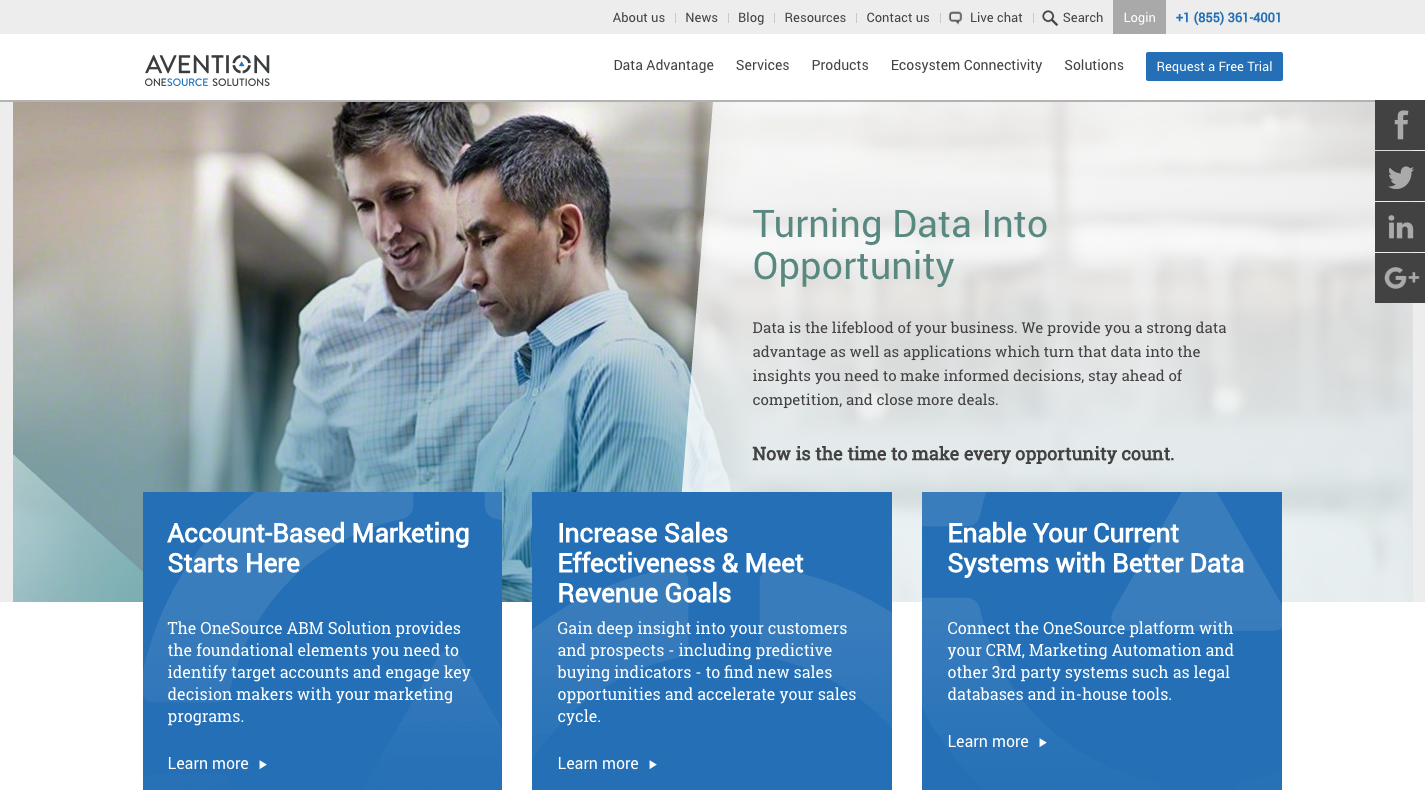 About us
News
Blog
Resources
Contact us
Live chat
Search
Login
+1 (855) 361-4001
AVENTION
ONESOURCE SOLUTIONS
Data Advantage
Services
Products
Ecosystem Connectivity
Solutions
Request a Free Trial
Turning Data Into
Opportunity
Data is the lifeblood of your business. We provide you a strong data
advantage as well as applications which turn that data into the
insights you need to make informed decisions, stay ahead of
competition, and close more deals.
Now is the time to make every opportunity count.
Account-Based Marketing
Starts Here
The OneSource ABM Solution provides
the foundational elements you need to
identify target accounts and engage key
decision makers with your marketing
programs.
Learn more
Increase Sales
Effectiveness & Meet
Revenue Goals
Gain deep insight into your customers
and prospects - including predictive
buying indicators - to find new sales
opportunities and accelerate your sales
cycle.
Learn more
Enable Your Current
Systems with Better Data
Connect the OneSource platform with
your CRM, Marketing Automation and
other 3rd party systems such as legal
databases and in-house tools.
Learn more